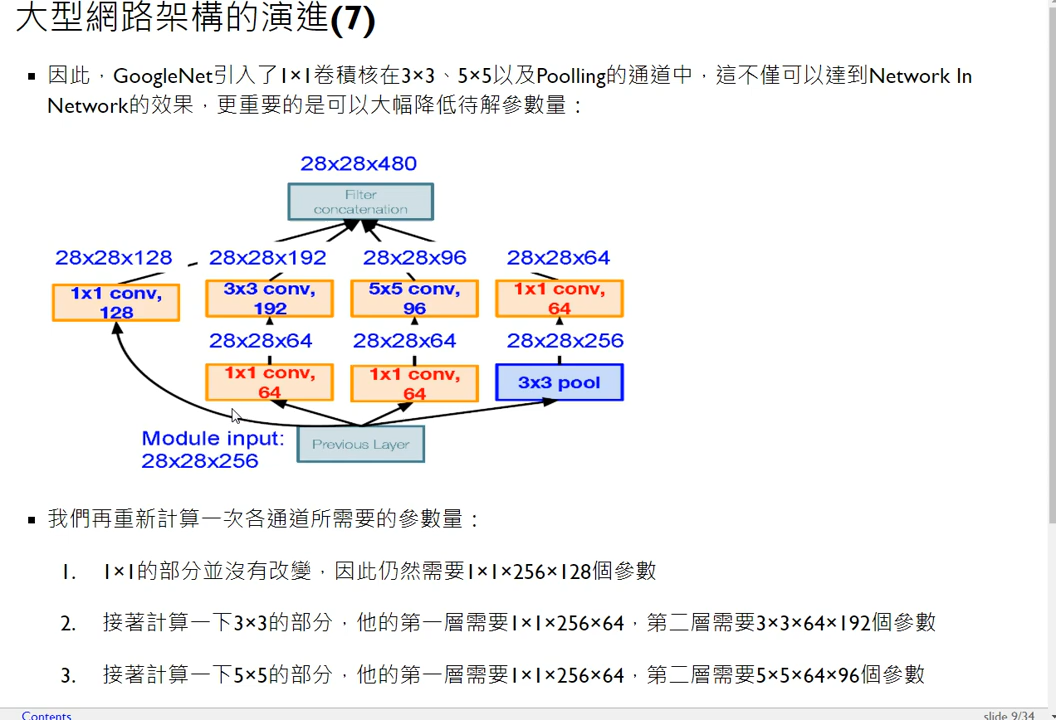 大型網路架構的演進(7)
因此，GoogleNet引入了1×1卷積核在3×3、5×5以及Poolling的通道中，這不僅可以達到Network In
Network的效果，更重要的是可以大幅降低待解參數量：
28x28x480
Filter
concatenation
28x28x128 28x28x192 28x28x96 28x28x64
1x1 conv,
128
3x3 conv,
192
5x5 conv,
96
1x1 conv,
64
28x28x64 28x28x64 28x28x256
1x1 conv,
64
1x1 conv,
64
3x3 pool
Module input:
28x28x256
Previous Layer
我們再重新計算一次各通道所需要的參數量：
1. 1×1的部分並沒有改變，因此仍然需要1×1×256×128個參數
2. 接著計算一下3×3的部分，他的第一層需要1×1×256×64，第二層需要3×3×64×192個參數
3. 接著計算一下5×5的部分，他的第一層需要1×1×256×64，第二層需要5×5×64×96個參數
Contents
slide 9/34